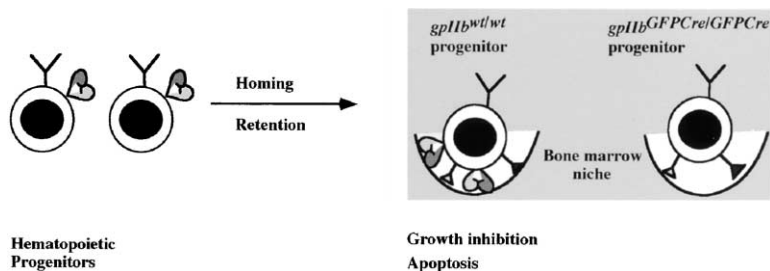 gpIIb^wt/wt
progenitor
gpIIb^GFPCre/GFPCre
progenitor
Homing
Retention
Bone marrow
niche
Hematopoietic
Progenitors
Growth inhibition
Apoptosis